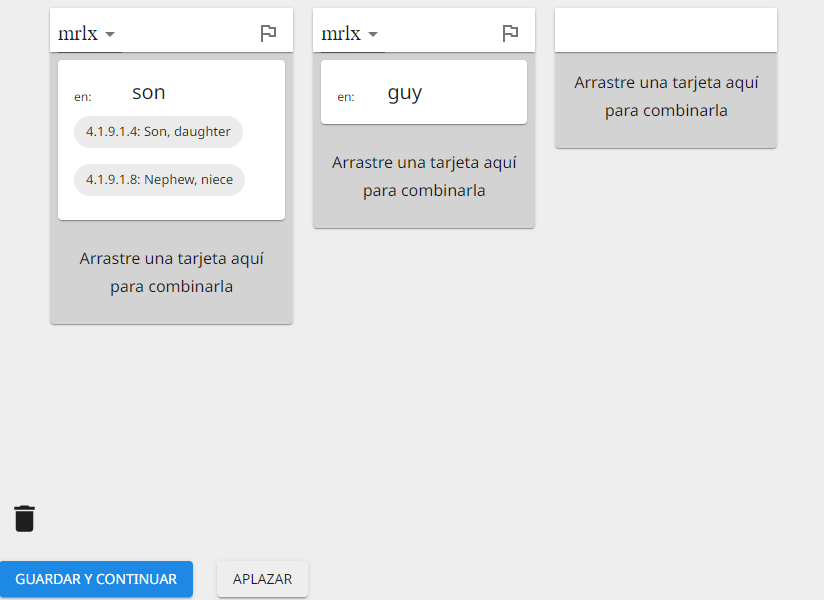 mrlx
en: son
4.1.9.1.4: Son, daughter
4.1.9.1.8: Nephew, niece
Arrastre una tarjeta aquí
para combinarla
mrlx
en: guy
Arrastre una tarjeta aquí
para combinarla
Arrastre una tarjeta aquí
para combinarla
GUARDAR Y CONTINUAR
APLAZAR